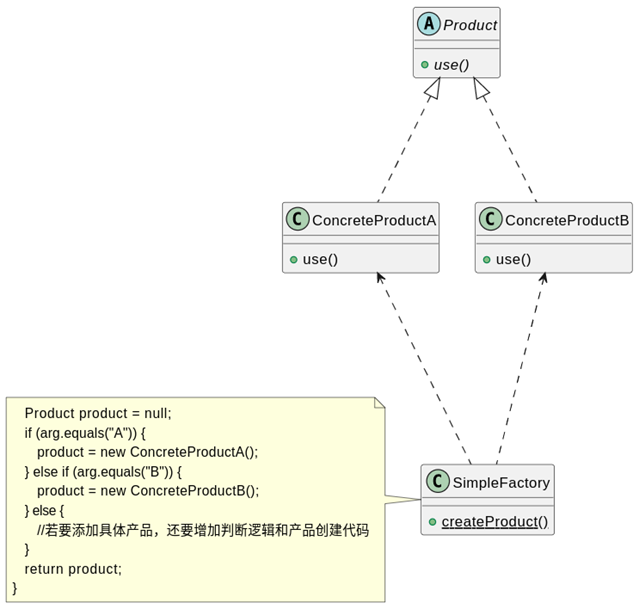 A Product
use()
C ConcreteProductA
use()
C ConcreteProductB
use()
Product product = null;
if (arg.equals("A")) {
product = new ConcreteProductA();
} else if (arg.equals("B")) {
product = new ConcreteProductB();
} else {
//若要添加具体产品，还要增加判断逻辑和产品创建代码
}
return product;
}
C SimpleFactory
createProduct()